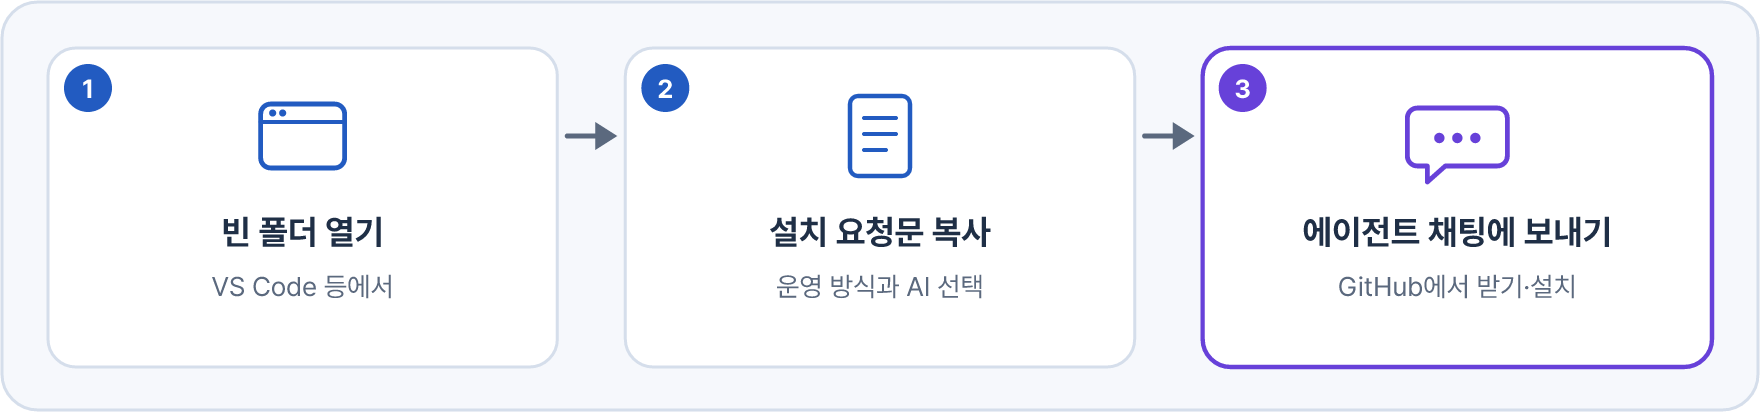 1
빈 폴더 열기
VS Code 등에서
2
설치 요청문 복사
운영 방식과 AI 선택
3
에이전트 채팅에 보내기
GitHub에서 받기·설치